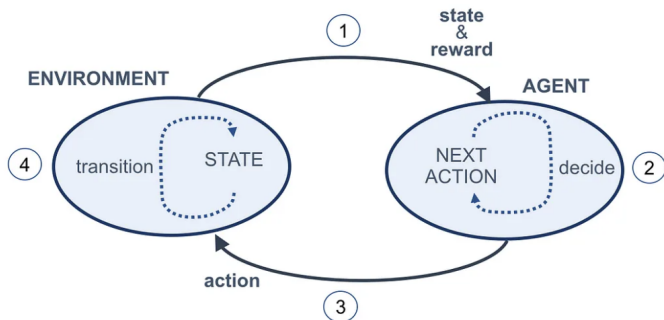 1
state
&
reward
ENVIRONMENT
AGENT
4
transition
STATE
NEXT
ACTION
decide
2
action
3